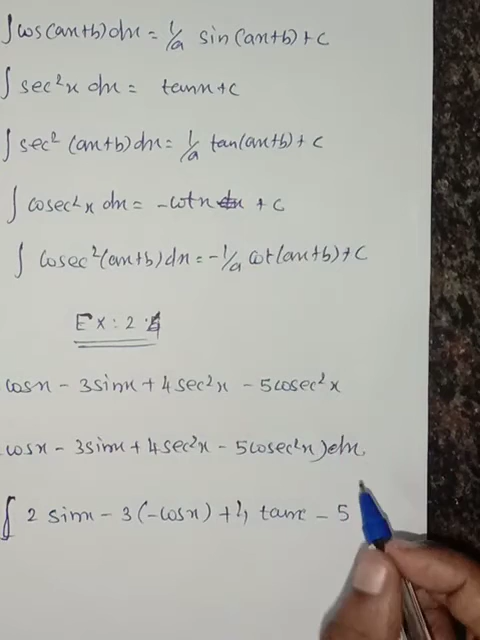 ∫cos(ax+b)dx = 1/a sin(ax+b)+c
∫ sec²x dx = tanx+c
∫ sec² (ax+b)dx = 1/a tan(ax+b)+c
∫ cosec²x dx = -cotx dx + c
∫ cosec²(ax+b)dx = -1/a cot(ax+b)+c
Ex: 2.
cosx - 3sinx + 4sec²x - 5cosec²x
cosx - 3sinx + 4sec²x - 5cosec²x)dx
∫ 2 sinx - 3(-cosx) + 4 tanx - 5